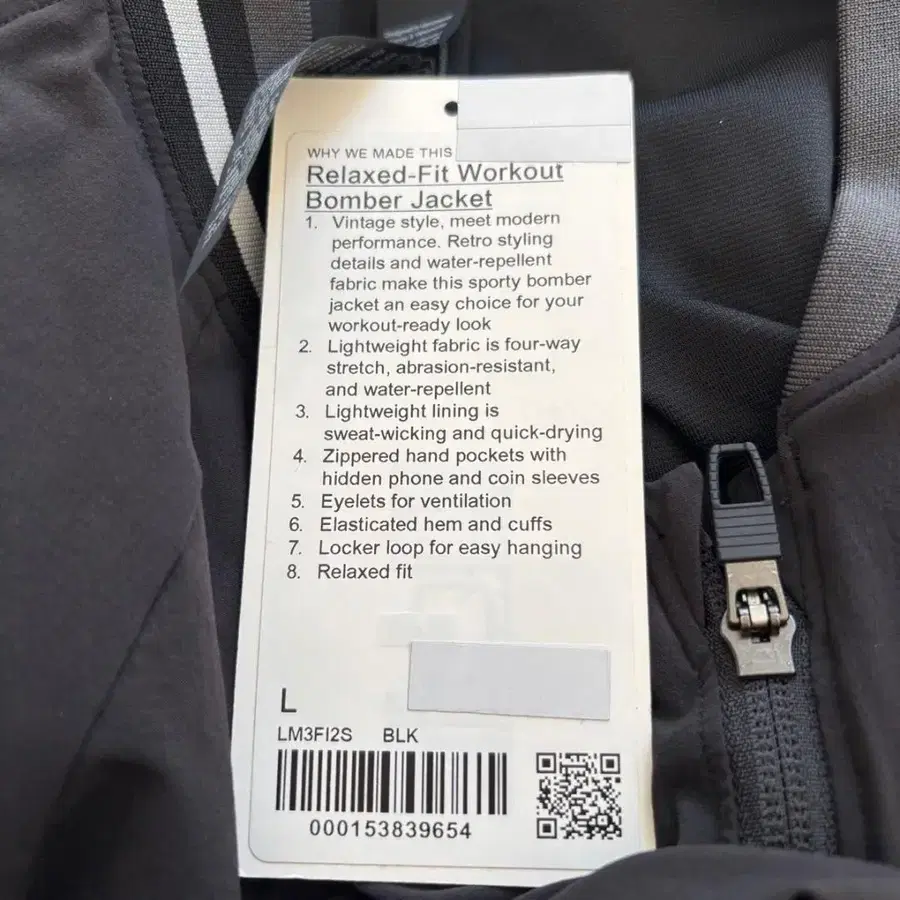 WHY WE MADE THIS
Relaxed-Fit Workout
Bomber Jacket
1. Vintage style, meet modern
performance. Retro styling
details and water-repellent
fabric make this sporty bomber
jacket an easy choice for your
workout-ready look
2. Lightweight fabric is four-way
stretch, abrasion-resistant,
and water-repellent
3. Lightweight lining is
sweat-wicking and quick-drying
4. Zippered hand pockets with
hidden phone and coin sleeves
5. Eyelets for ventilation
6. Elasticated hem and cuffs
7. Locker loop for easy hanging
8. Relaxed fit
L
LM3FI2S BLK
000153839654